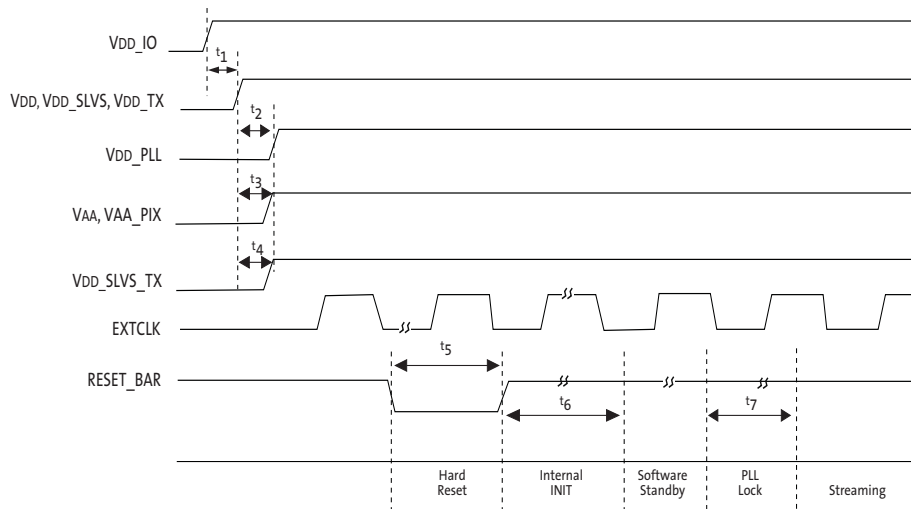 VDD_IO
t1
VDD, VDD_SLVS, VDD_TX
t2
VDD_PLL
t3
VAA, VAA_PIX
t4
VDD_SLVS_TX
EXTCLK
t5
RESET_BAR
t6
t7
Hard
Reset
Internal
INIT
Software
Standby
PLL
Lock
Streaming